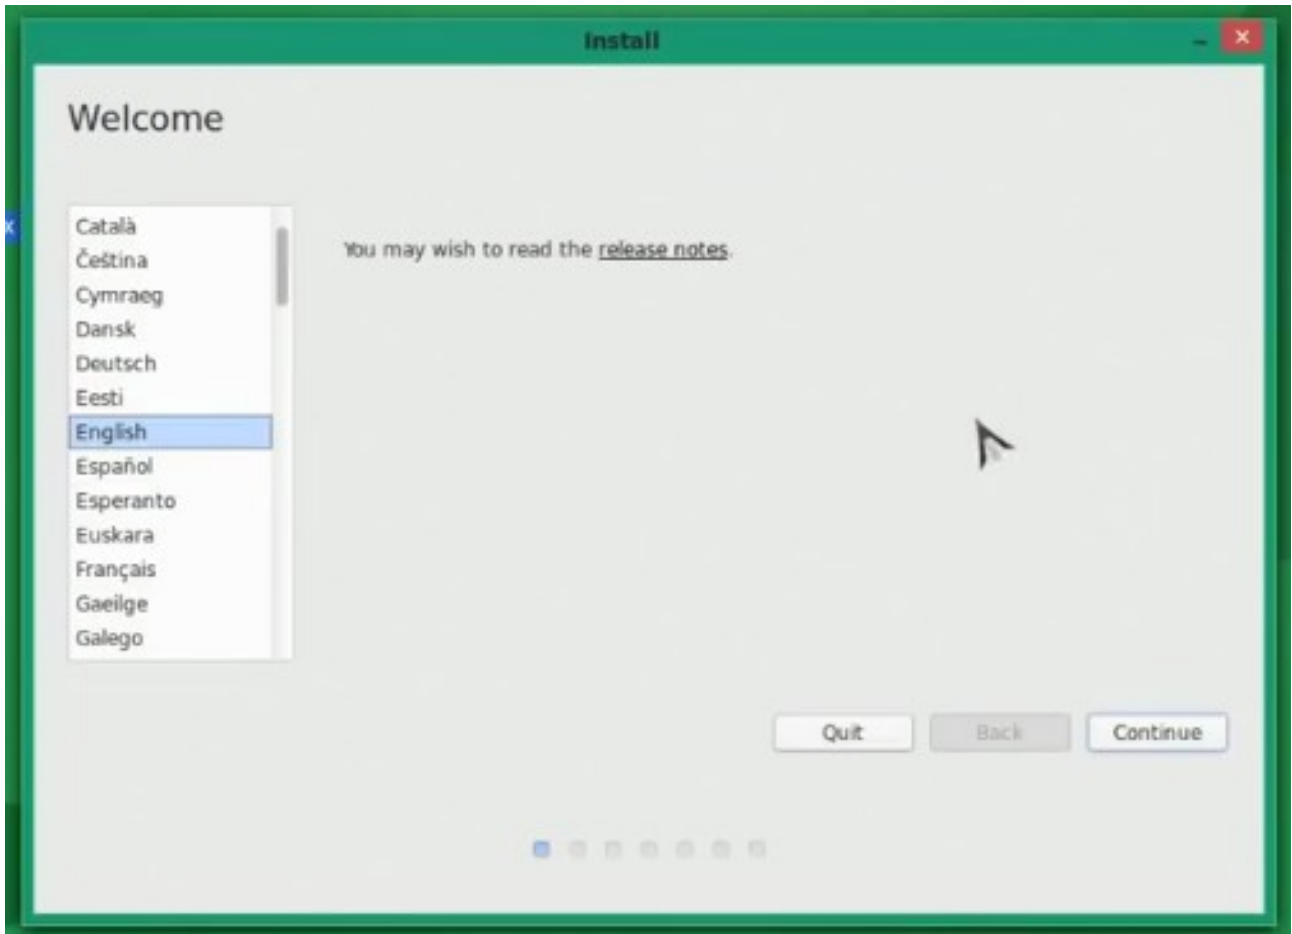 Install
Welcome
Català
Čeština
Cymraeg
Dansk
Deutsch
Eesti
English
Español
Esperanto
Euskara
Français
Gaeilge
Galego
You may wish to read the release notes.
Quit
Back
Continue